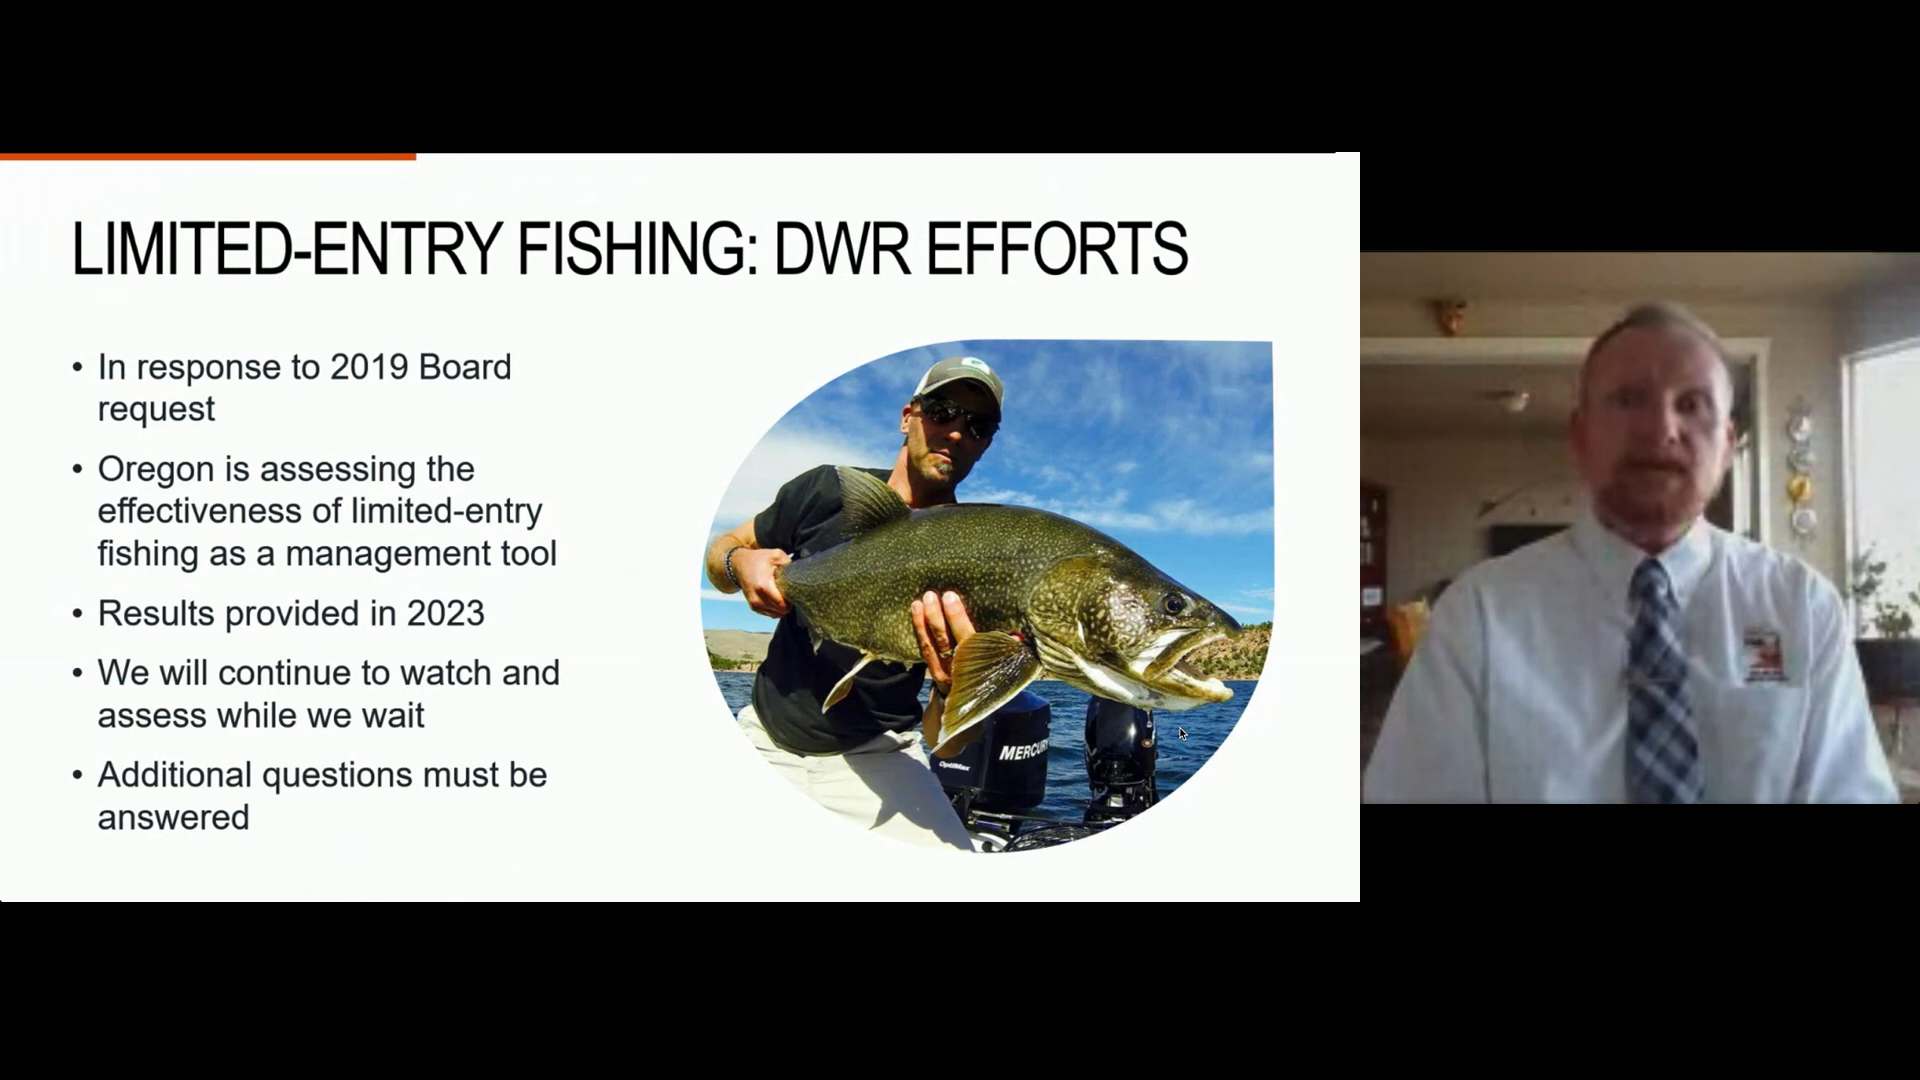 LIMITED-ENTRY FISHING: DWR EFFORTS
• In response to 2019 Board
request
• Oregon is assessing the
effectiveness of limited-entry
fishing as a management tool
• Results provided in 2023
• We will continue to watch and
assess while we wait
• Additional questions must be
answered
MERCURY
OptiMax